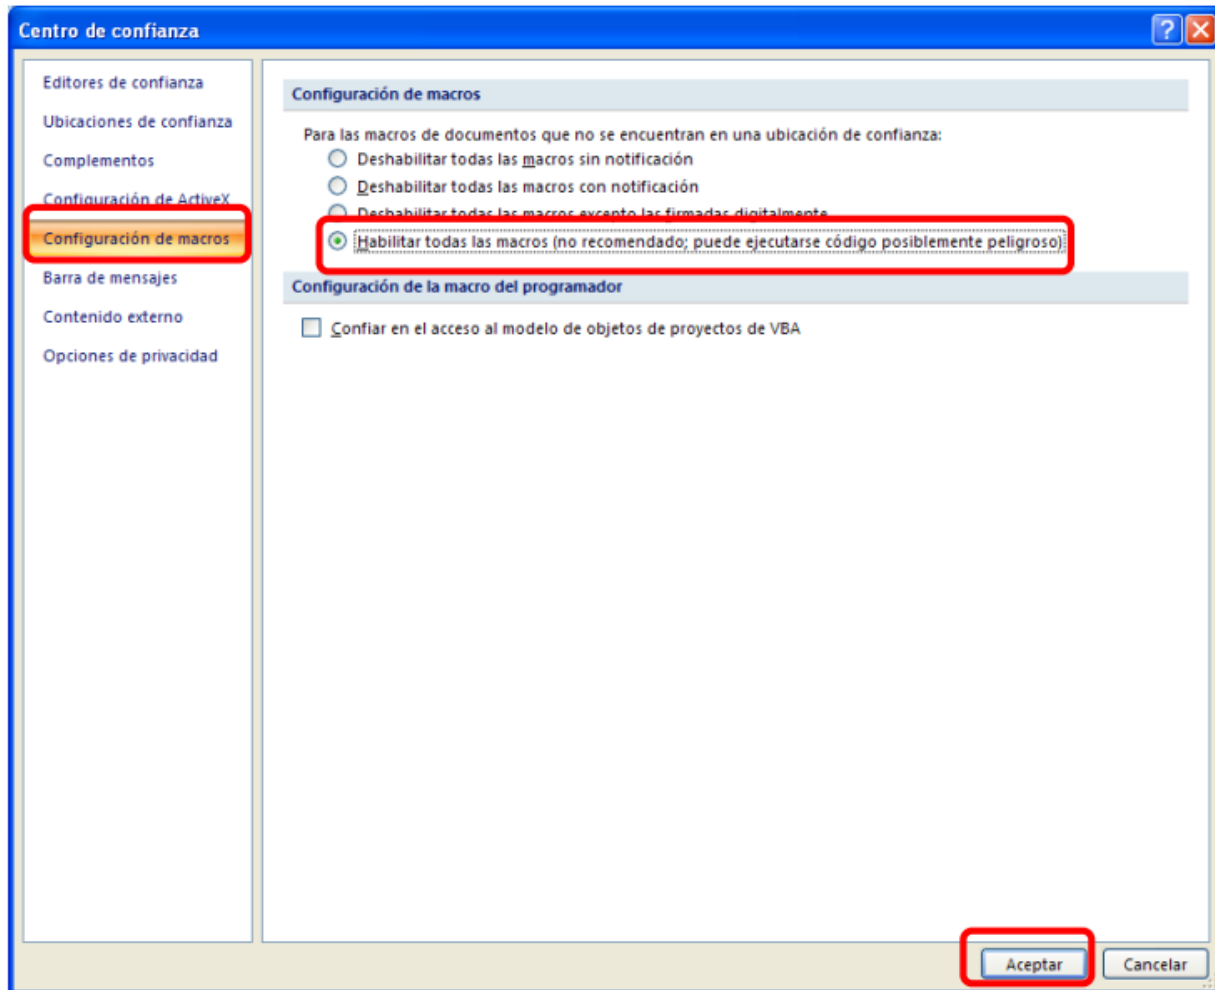 Centro de confianza
Editores de confianza
Ubicaciones de confianza
Complementos
Configuración de ActiveX
Configuración de macros
Barra de mensajes
Contenido externo
Opciones de privacidad
Configuración de macros
Para las macros de documentos que no se encuentran en una ubicación de confianza:
Deshabilitar todas las macros sin notificación
Deshabilitar todas las macros con notificación
Deshabilitar todas las macros excepto las firmadas digitalmente
Habilitar todas las macros (no recomendado; puede ejecutarse código posiblemente peligroso)
Configuración de la macro del programador
Confiar en el acceso al modelo de objetos de proyectos de VBA
Aceptar
Cancelar